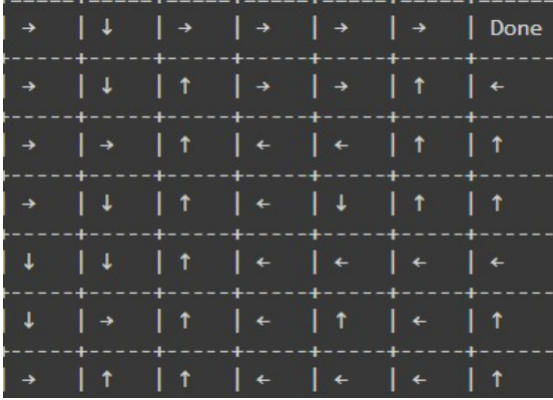 | → | ↓ | → | → | → | → | Done
-----+-----+-----+-----+-----+-----+-----
| → | ↓ | ↑ | → | → | ↑ | ←
-----+-----+-----+-----+-----+-----+-----
| → | → | ↑ | ← | ← | ↑ | ↑
-----+-----+-----+-----+-----+-----+-----
| → | ↓ | ↑ | ← | ↓ | ↑ | ↑
-----+-----+-----+-----+-----+-----+-----
| ↓ | ↓ | ↑ | ← | ← | ← | ←
-----+-----+-----+-----+-----+-----+-----
| ↓ | → | ↑ | ← | ↑ | ← | ↑
-----+-----+-----+-----+-----+-----+-----
| → | ↑ | ↑ | ← | ← | ← | ↑